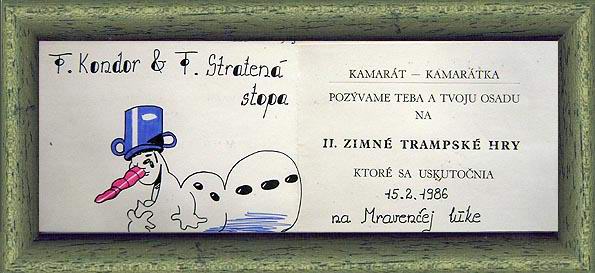 T. Kondor & T. Stratená
stopa
KAMARÁT – KAMARÁTKA
POZÝVAME TEBA A TVOJU OSADU
NA
II. ZIMNÉ TRAMPSKÉ HRY
KTORÉ SA USKUTOČNIA
15.2. 1986
na Mravenčej lúke